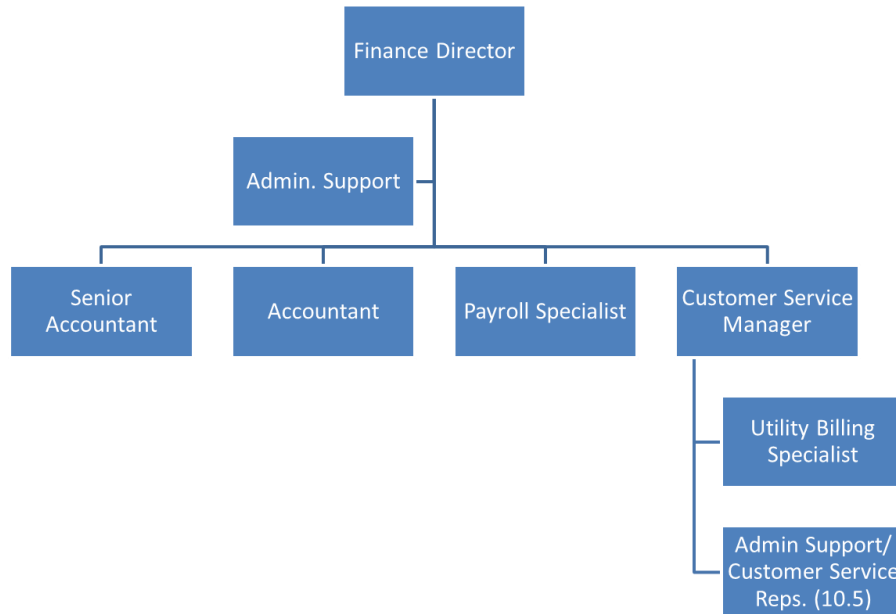 Finance Director
Admin. Support
Senior
Accountant
Accountant
Payroll Specialist
Customer Service
Manager
Utility Billing
Specialist
Admin Support/
Customer Service
Reps. (10.5)